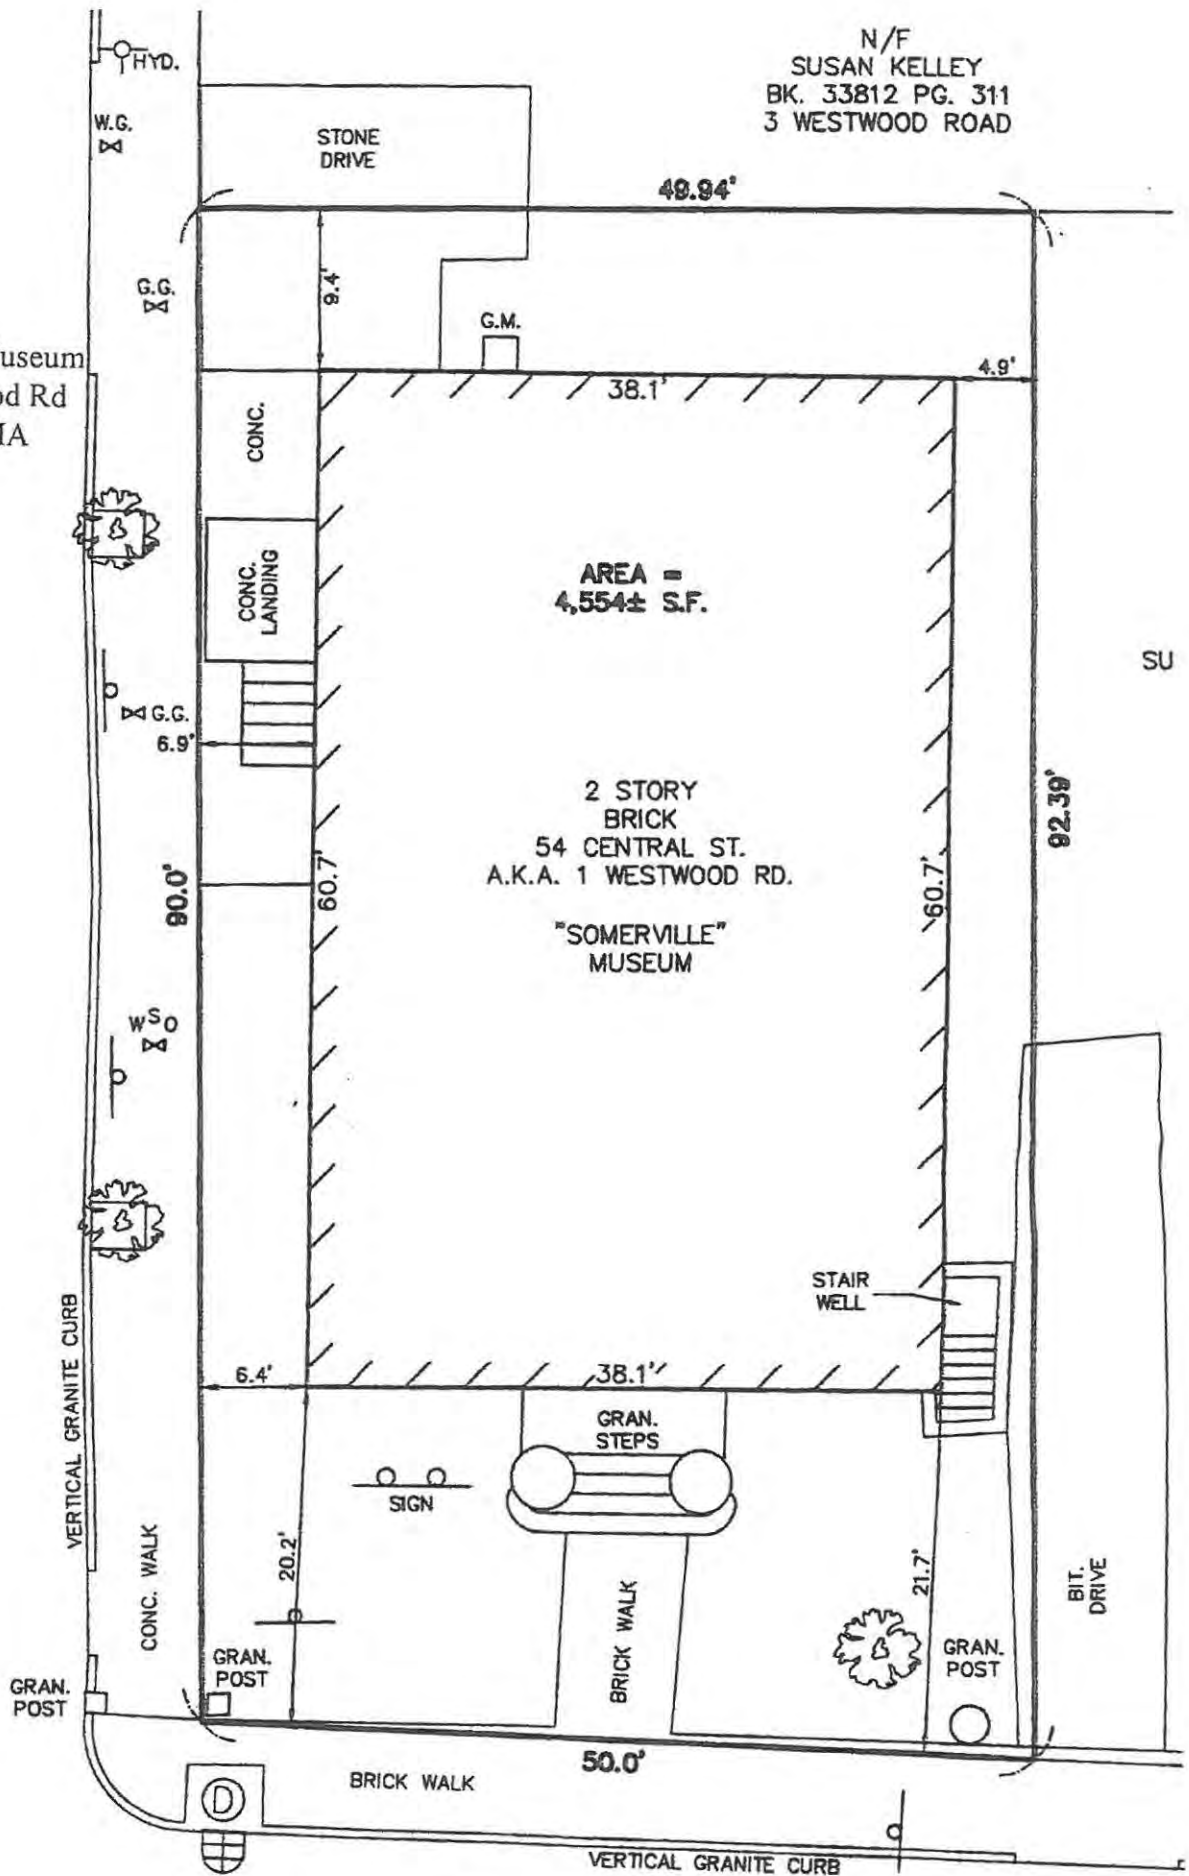 N/F
SUSAN KELLEY
BK. 33812 PG. 311
3 WESTWOOD ROAD
HYD.
W.G.
STONE
DRIVE
49.94'
G.G.
9.4'
G.M.
useum
od Rd
IA
38.1'
4.9'
CONC.
CONC.
LANDING
AREA =
4,554± S.F.
SU
G.G.
6.9'
2 STORY
BRICK
54 CENTRAL ST.
A.K.A. 1 WESTWOOD RD.
"SOMERVILLE"
MUSEUM
90.0'
60.7'
60.7'
92.39'
WSO
STAIR
WELL
VERTICAL GRANITE CURB
6.4'
38.1'
GRAN.
STEPS
SIGN
20.2'
21.7'
CONC. WALK
BRICK WALK
BIT.
DRIVE
GRAN.
POST
GRAN.
POST
GRAN.
POST
50.0'
BRICK WALK
D
VERTICAL GRANITE CURB